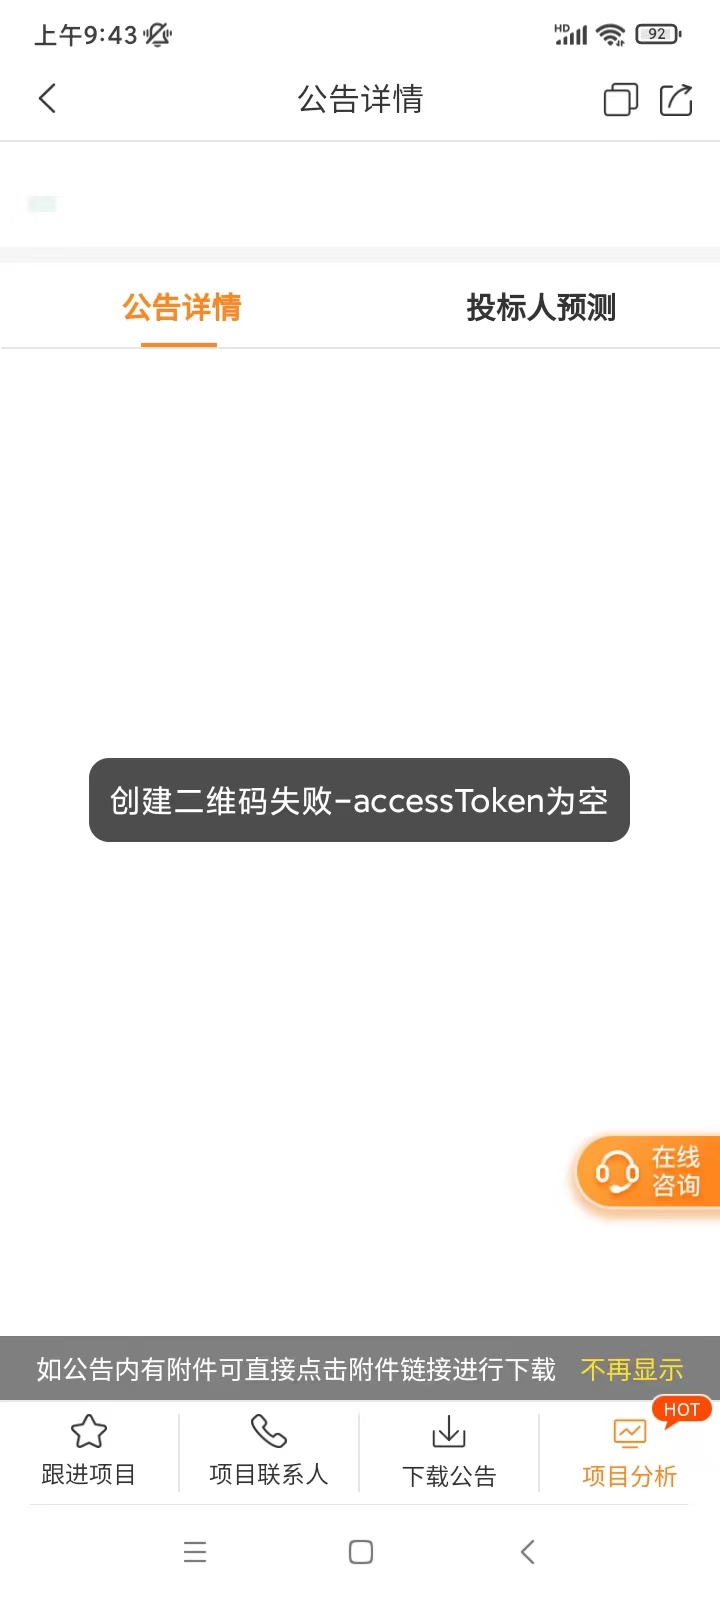 上午9:43
HD 92
公告详情
公告详情 投标人预测
创建二维码失败-accessToken为空
在线
咨询
如公告内有附件可直接点击附件链接进行下载 不再显示
HOT
跟进项目 项目联系人 下载公告 项目分析